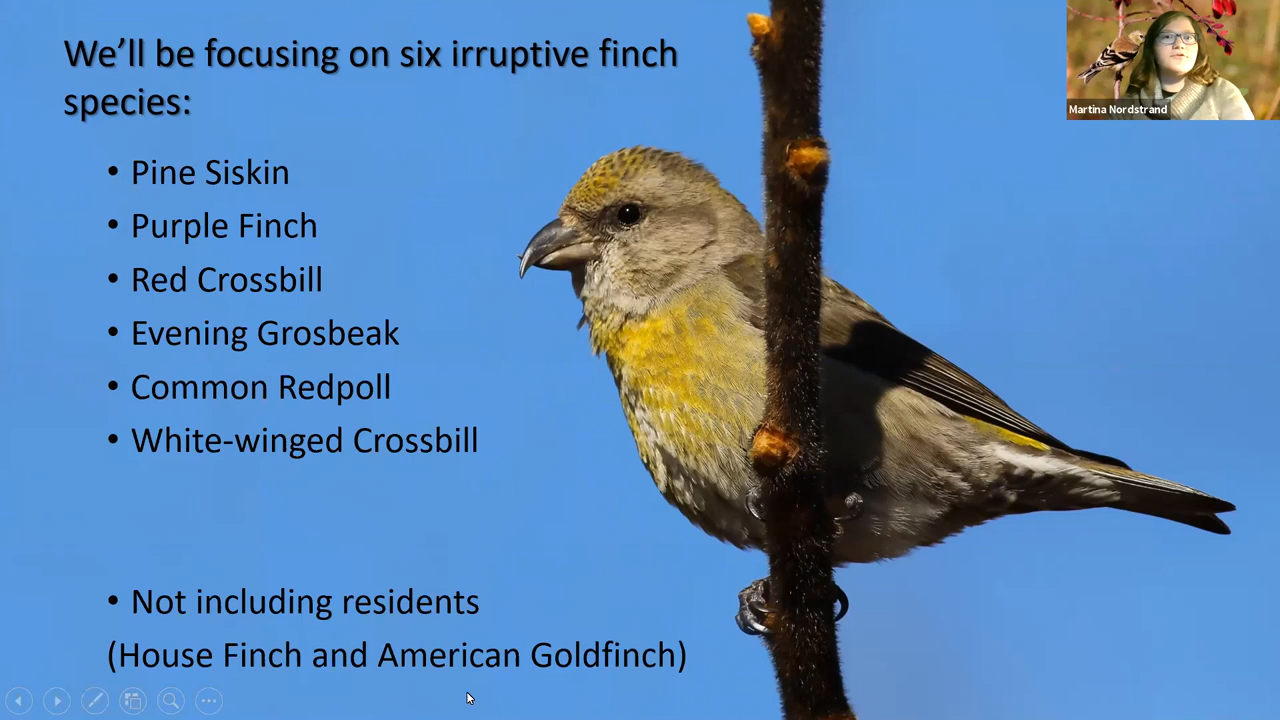 We’ll be focusing on six irruptive finch
species:
• Pine Siskin
• Purple Finch
• Red Crossbill
• Evening Grosbeak
• Common Redpoll
• White-winged Crossbill
• Not including residents
(House Finch and American Goldfinch)
Martina Nordstrand